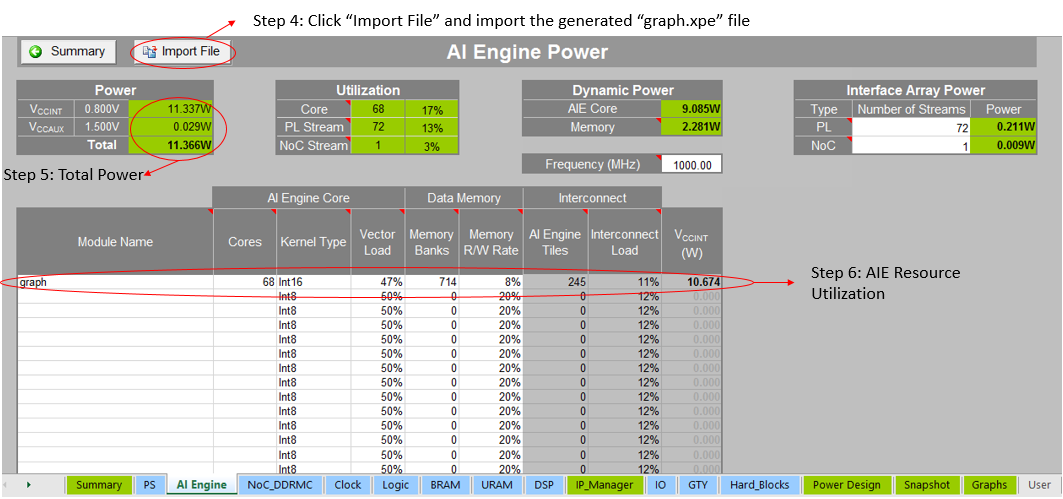 Step 4: Click “Import File” and import the generated “graph.xpe” file
Summary
Import File
AI Engine Power
Power
VCCINT 0.800V 11.337W
VCCAUX 1.500V 0.029W
Total 11.366W
Utilization
Core 68 17%
PL Stream 72 13%
NoC Stream 1 3%
Dynamic Power
AIE Core 9.085W
Memory 2.281W
Frequency (MHz) 1000.00
Interface Array Power
Type Number of Streams Power
PL 72 0.211W
NoC 1 0.009W
Step 5: Total Power
AI Engine Core Data Memory Interconnect
Module Name Cores Kernel Type Vector Load Memory Banks Memory R/W Rate AI Engine Tiles Interconnect Load VCCINT (W)
graph 68 Int16 47% 714 8% 245 11% 10.674
Int8 50% 0 20% 0 12% 0.000
Int8 50% 0 20% 0 12% 0.000
Int8 50% 0 20% 0 12% 0.000
Int8 50% 0 20% 0 12% 0.000
Int8 50% 0 20% 0 12% 0.000
Int8 50% 0 20% 0 12% 0.000
Int8 50% 0 20% 0 12% 0.000
Int8 50% 0 20% 0 12% 0.000
Int8 50% 0 20% 0 12% 0.000
Int8 50% 0 20% 0 12% 0.000
Int8 50% 0 20% 0 12% 0.000
Int8 50% 0 20% 0 12% 0.000
Int8 50% 0 20% 0 12% 0.000
Step 6: AIE Resource
Utilization
Summary PS AI Engine NoC_DDRMC Clock Logic BRAM URAM DSP IP_Manager IO GTY Hard_Blocks Power Design Snapshot Graphs User